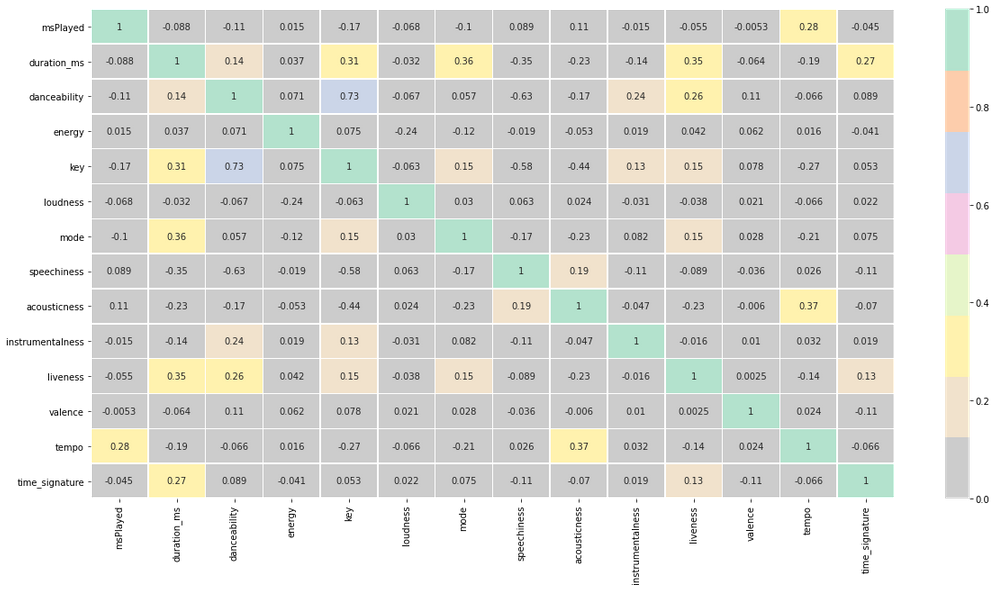 msPlayed 1 -0.088 -0.11 0.015 -0.17 -0.068 -0.1 0.089 0.11 -0.015 -0.055 -0.0053 0.28 -0.045
duration_ms -0.088 1 0.14 0.037 0.31 -0.032 0.36 -0.35 -0.23 -0.14 0.35 -0.064 -0.19 0.27
danceability -0.11 0.14 1 0.071 0.73 -0.067 0.057 -0.63 -0.17 0.24 0.26 0.11 -0.066 0.089
energy 0.015 0.037 0.071 1 0.075 -0.24 -0.12 -0.019 -0.053 0.019 0.042 0.062 0.016 -0.041
key -0.17 0.31 0.73 0.075 1 -0.063 0.15 -0.58 -0.44 0.13 0.15 0.078 -0.27 0.053
loudness -0.068 -0.032 -0.067 -0.24 -0.063 1 0.03 0.063 0.024 -0.031 -0.038 0.021 -0.066 0.022
mode -0.1 0.36 0.057 -0.12 0.15 0.03 1 -0.17 -0.23 0.082 0.15 0.028 -0.21 0.075
speechiness 0.089 -0.35 -0.63 -0.019 -0.58 0.063 -0.17 1 0.19 -0.11 -0.089 -0.036 0.026 -0.11
acousticness 0.11 -0.23 -0.17 -0.053 -0.44 0.024 -0.23 0.19 1 -0.047 -0.23 -0.006 0.37 -0.07
instrumentalness -0.015 -0.14 0.24 0.019 0.13 -0.031 0.082 -0.11 -0.047 1 -0.016 0.01 0.032 0.019
liveness -0.055 0.35 0.26 0.042 0.15 -0.038 0.15 -0.089 -0.23 -0.016 1 0.0025 -0.14 0.13
valence -0.0053 -0.064 0.11 0.062 0.078 0.021 0.028 -0.036 -0.006 0.01 0.0025 1 0.024 -0.11
tempo 0.28 -0.19 -0.066 0.016 -0.27 -0.066 -0.21 0.026 0.37 0.032 -0.14 0.024 1 -0.066
time_signature -0.045 0.27 0.089 -0.041 0.053 0.022 0.075 -0.11 -0.07 0.019 0.13 -0.11 -0.066 1
msPlayed
duration_ms
danceability
energy
key
loudness
mode
speechiness
acousticness
instrumentalness
liveness
valence
tempo
time_signature
1.0
0.8
0.6
0.4
0.2
0.0